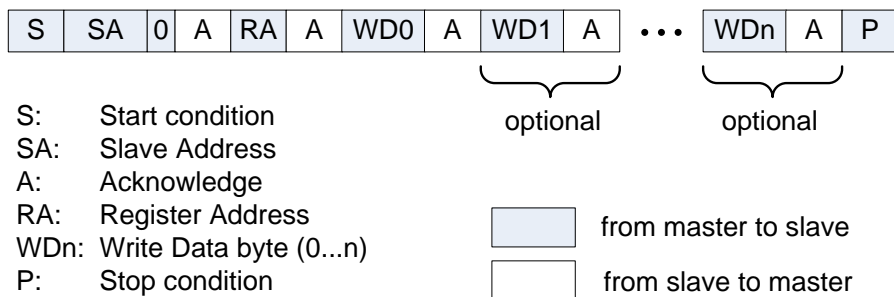 S SA 0 A RA A WD0 A WD1 A • • • WDn A P
optional optional
S: Start condition
SA: Slave Address
A: Acknowledge
RA: Register Address
WDn: Write Data byte (0...n)
P: Stop condition
from master to slave
from slave to master